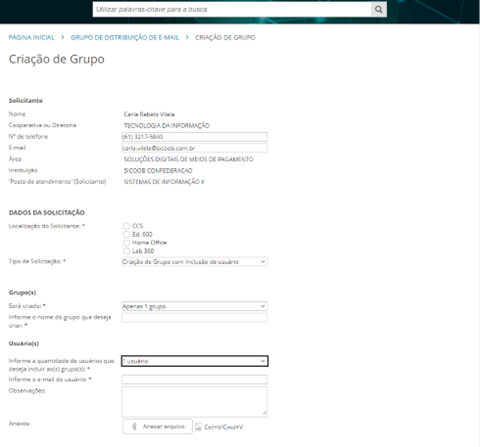 Utilizar palavras-chave para a busca
PÁGINA INICIAL > GRUPO DE DISTRIBUIÇÃO DE E-MAIL > CRIAÇÃO DE GRUPO
Criação de Grupo
Solicitante
Nome Carla Rabelo Vilela
Cooperativa ou Diretoria TECNOLOGIA DA INFORMAÇÃO
Nº de telefone (61) 3217-5840
E-mail carla.vilela@sicoob.com.br
Área SOLUÇÕES DIGITAIS DE MEIOS DE PAGAMENTO
Instituição SICOOB CONFEDERACAO
'Posto de atendimento' (Solicitante) SISTEMAS DE INFORMAÇÃO II
DADOS DA SOLICITAÇÃO
Localização do Solicitante: * CCS
Ed. 600
Home Office
Lab 360
Tipo de Solicitação: * Criação de Grupo com Inclusão de usuário
Grupo(s)
Será criado: * Apenas 1 grupo
Informe o nome do grupo que deseja
criar: *
Usuário(s)
Informe a quantidade de usuários que 1 usuário
deseja incluir ao(s) grupo(s): *
Informe o e-mail do usuário: *
Observações:
Anexos: Anexar arquivo Ctrl+V/Cmd+V